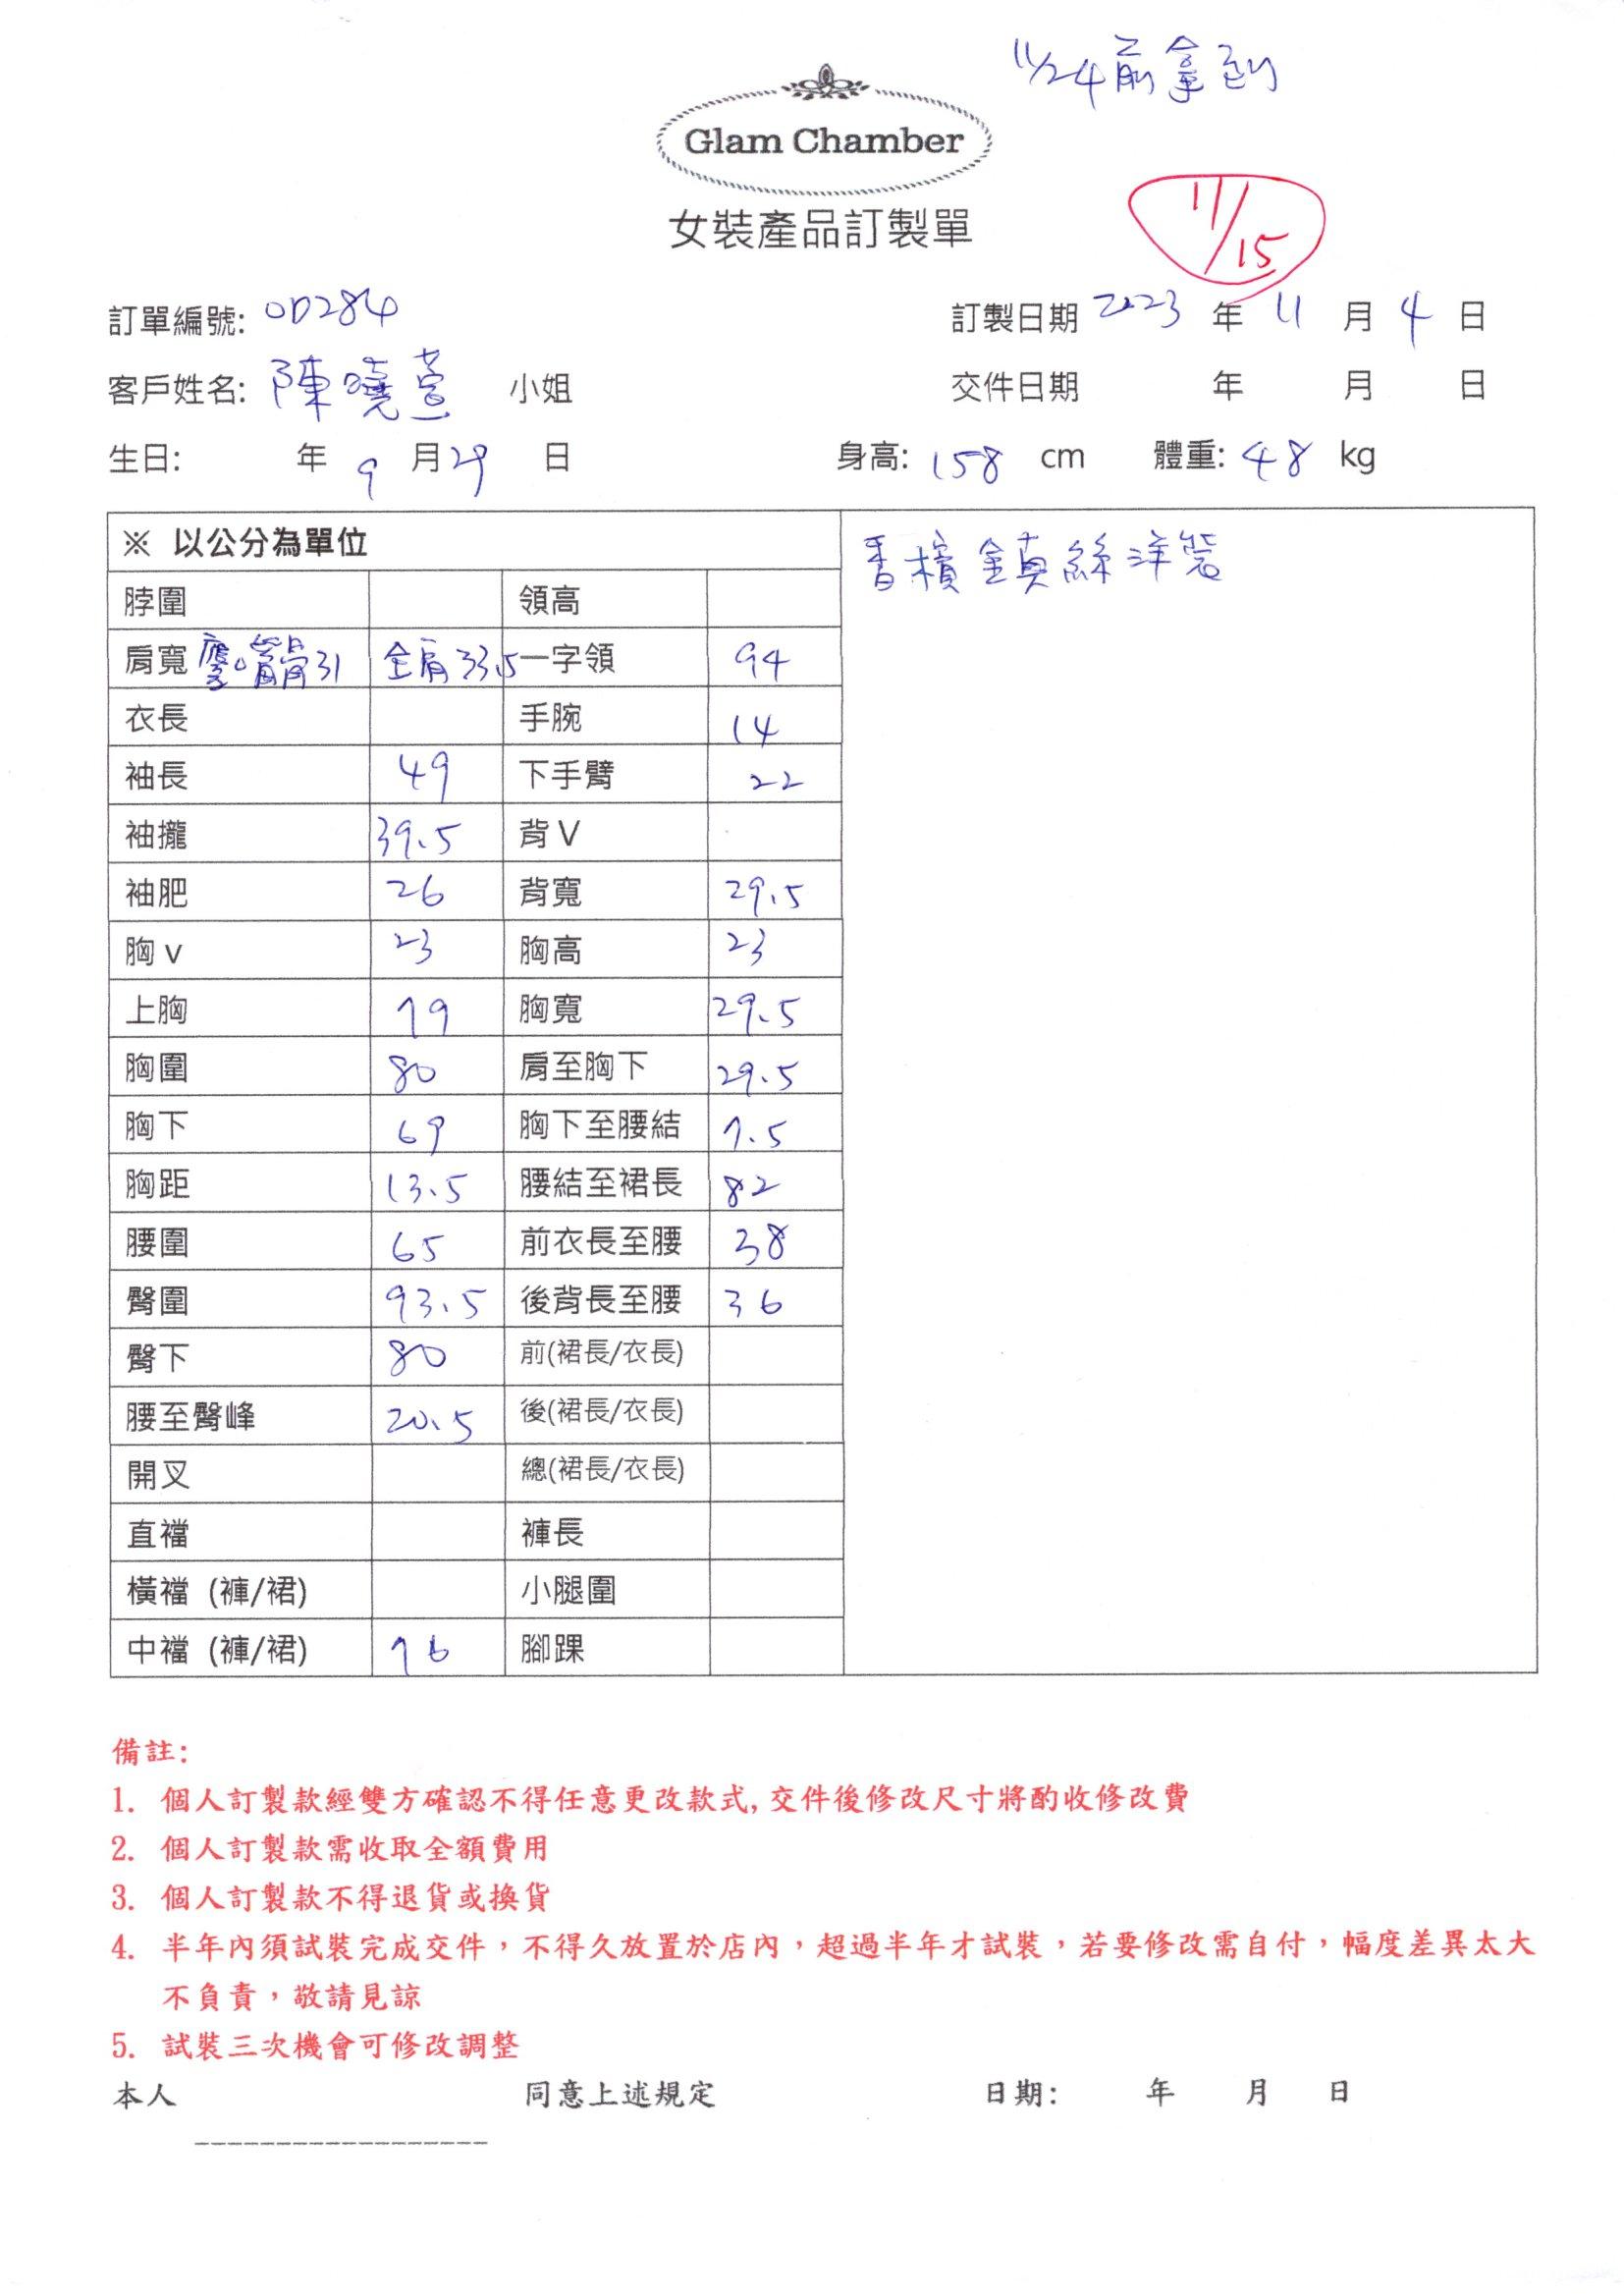 11/24前拿到
Glam Chamber
女裝產品訂製單
11/15
訂單編號: OD284 訂製日期 2023 年 11 月 4 日
客戶姓名: 陳曉萱 小姐 交件日期 年 月 日
生日: 年 9 月 29 日 身高: 158 cm 體重: 48 kg
※ 以公分為單位 香檳 鎮絲洋裝
脖圍 領高
肩寬 31 全肩33.5 一字領 94
衣長 手腕 14
袖長 49 下手臂 22
袖攏 39.5 背V
袖肥 26 背寬 29.5
胸v 23 胸高 23
上胸 79 胸寬 29.5
胸圍 80 肩至胸下 29.5
胸下 69 胸下至腰結 7.5
胸距 13.5 腰結至裙長 82
腰圍 65 前衣長至腰 38
臀圍 93.5 後背長至腰 36
臀下 80 前(裙長/衣長)
腰至臀峰 20.5 後(裙長/衣長)
開叉 總(裙長/衣長)
直襠 褲長
橫襠 (褲/裙) 小腿圍
中襠 (褲/裙) 76 腳踝
備註:
1. 個人訂製款經雙方確認不得任意更改款式,交件後修改尺寸將酌收修改費
2. 個人訂製款需收取全額費用
3. 個人訂製款不得退貨或換貨
4. 半年內須試裝完成交件，不得久放置於店內，超過半年才試裝，若要修改需自付，幅度差異太大
不負責，敬請見諒
5. 試裝三次機會可修改調整
本人 同意上述規定 日期: 年 月 日